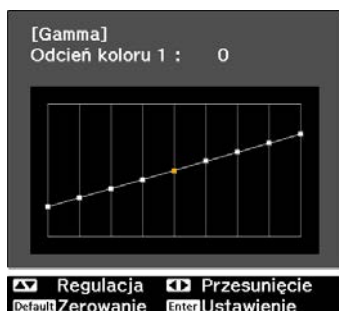 [Gamma]
Odcień koloru 1 : 0
Regulacja Przesunięcie
Default Zerowanie Enter Ustawienie